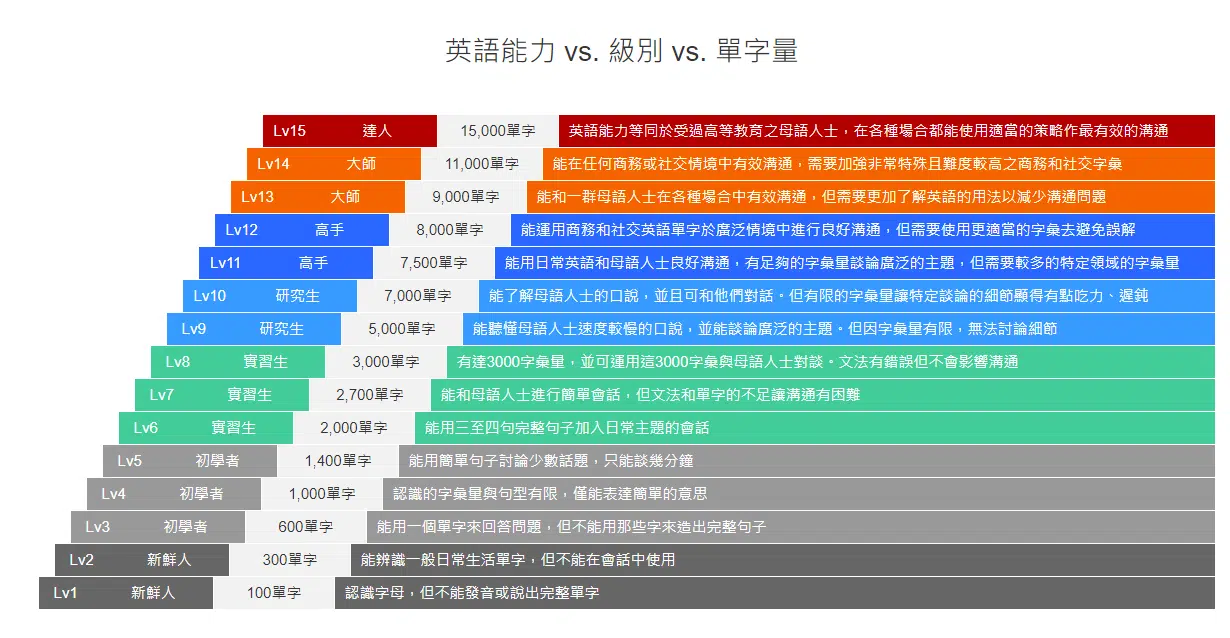 英語能力 vs. 級別 vs. 單字量
Lv15 達人 15,000單字 英語能力等同於受過高等教育之母語人士，在各種場合都能使用適當的策略作最有效的溝通
Lv14 大師 11,000單字 能在任何商務或社交情境中有效溝通，需要加強非常特殊且難度較高之商務和社交字彙
Lv13 大師 9,000單字 能和一群母語人士在各種場合中有效溝通，但需要更加了解英語的用法以減少溝通問題
Lv12 高手 8,000單字 能運用商務和社交英語單字於廣泛情境中進行良好溝通，但需要使用更適當的字彙去避免誤解
Lv11 高手 7,500單字 能用日常英語和母語人士良好溝通，有足夠的字彙量談論廣泛的主題，但需要較多的特定領域的字彙量
Lv10 研究生 7,000單字 能了解母語人士的口說，並且可和他們對話。但有限的字彙量讓特定談論的細節顯得有點吃力、遲鈍
Lv9 研究生 5,000單字 能聽懂母語人士速度較慢的口說，並能談論廣泛的主題。但因字彙量有限，無法討論細節
Lv8 實習生 3,000單字 有達3000字彙量，並可運用這3000字彙與母語人士對談。文法有錯誤但不會影響溝通
Lv7 實習生 2,700單字 能和母語人士進行簡單會話，但文法和單字的不足讓溝通有困難
Lv6 實習生 2,000單字 能用三至四句完整句子加入日常主題的會話
Lv5 初學者 1,400單字 能用簡單句子討論少數話題，只能談幾分鐘
Lv4 初學者 1,000單字 認識的字彙量與句型有限，僅能表達簡單的意思
Lv3 初學者 600單字 能用一個單字來回答問題，但不能用那些字來造出完整句子
Lv2 新鮮人 300單字 能辨識一般日常生活單字，但不能在會話中使用
Lv1 新鮮人 100單字 認識字母，但不能發音或說出完整單字